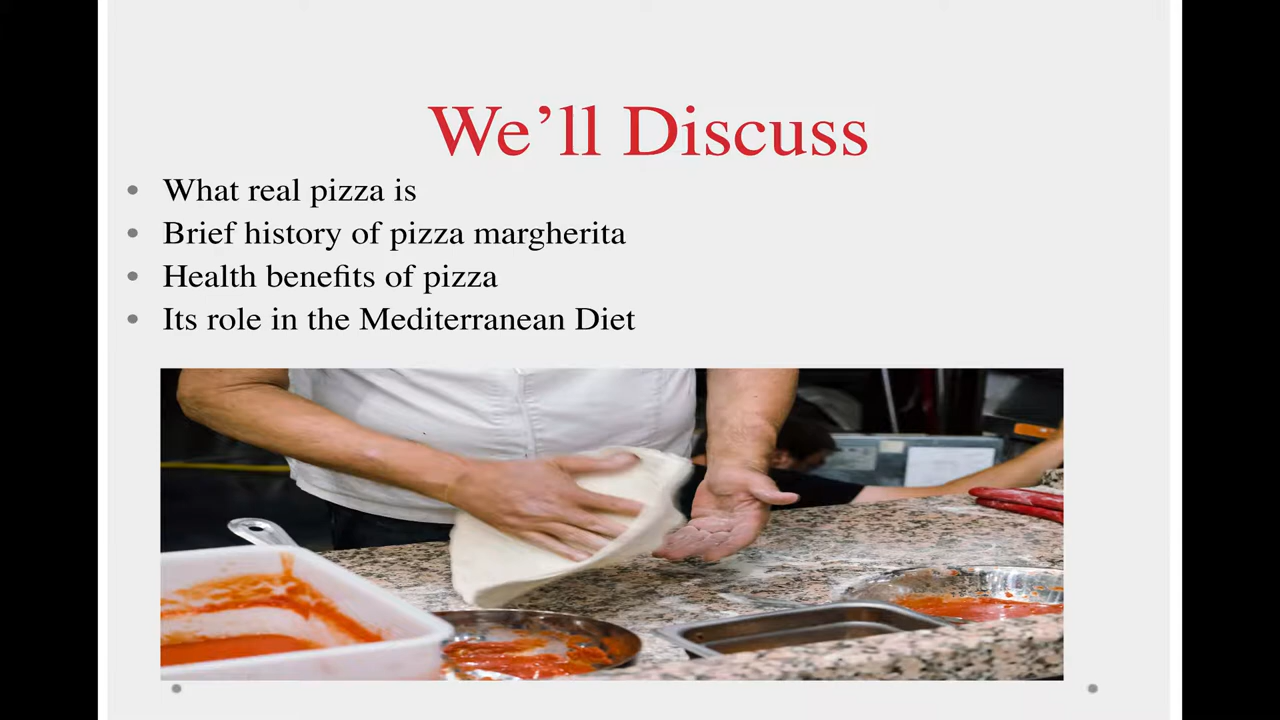 We’ll Discuss
• What real pizza is
• Brief history of pizza margherita
• Health benefits of pizza
• Its role in the Mediterranean Diet